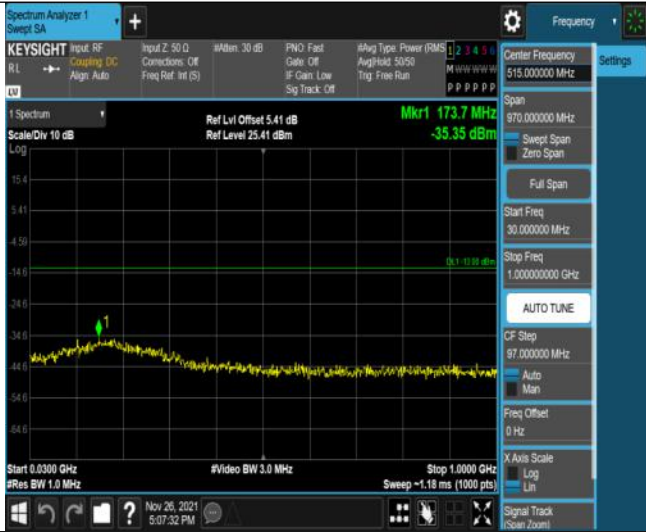 Spectrum Analyzer 1
Swept SA
+
Frequency
KEYSIGHT
RL
LV
Input: RF
Coupling: DC
Align: Auto
Input Z: 50 Ω
Corrections: Off
Freq Ref: Int (S)
#Atten: 30 dB
PNO: Fast
Gate: Off
IF Gain: Low
Sig Track: Off
#Avg Type: Power (RMS
Avg|Hold: 50/50
Trig: Free Run
1 2 3 4 5 6
M W W W W W
P P P P P P
Center Frequency
515.000000 MHz
Settings
1 Spectrum
Scale/Div 10 dB
Log
Ref Lvl Offset 5.41 dB
Ref Level 25.41 dBm
Mkr1 173.7 MHz
-35.35 dBm
Span
970.000000 MHz
Swept Span
Zero Span
Full Span
Start Freq
30.000000 MHz
Stop Freq
1.000000000 GHz
AUTO TUNE
CF Step
97.000000 MHz
Auto
Man
Freq Offset
0 Hz
X Axis Scale
Log
Lin
Signal Track
(Span Zoom)
15.4
5.41
-4.59
DL1 -13.00 dBm
-14.6
-24.6
1
-34.6
-44.6
-54.6
-64.6
Start 0.0300 GHz
#Video BW 3.0 MHz
Stop 1.0000 GHz
#Res BW 1.0 MHz
Sweep ~1.18 ms (1000 pts)
?
Nov 26, 2021
5:07:32 PM